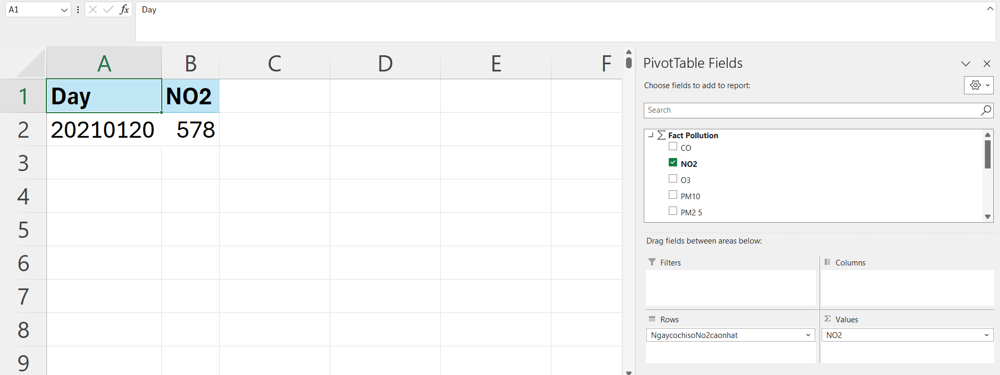 A1
fx
Day
A B C D E F
PivotTable Fields
Choose fields to add to report:
Search
1 Day NO2
2 20210120 578
3
4
5
6
7
8
9
Σ Fact Pollution
CO
NO2
O3
PM10
PM2 5
Drag fields between areas below:
Filters
Columns
Rows
Σ Values
NgaycochisoNo2caonhat
NO2